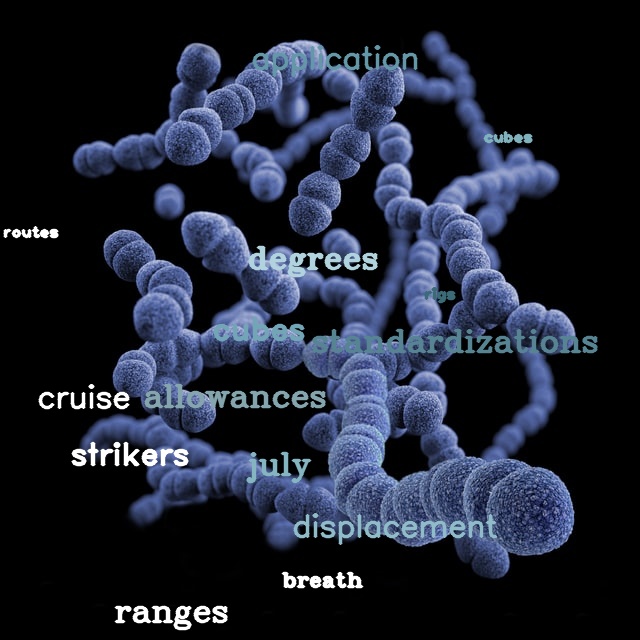 application
cubes
routes
degrees
rigs
cubes
standardizations
cruise allowances
strikers
july
displacement
breath
ranges